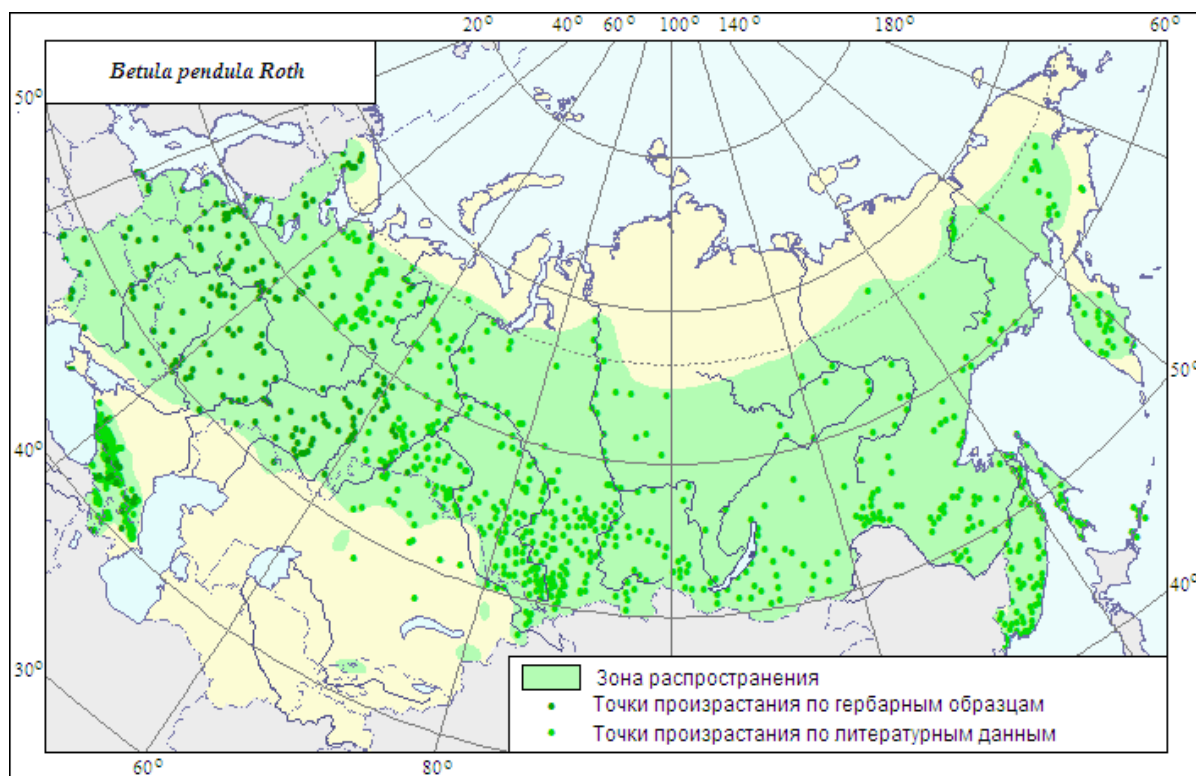 20° 40° 60° 100° 140° 180° 60°
Betula pendula Roth
50°
40°
30°
50°
40°
Зона распространения
Точки произрастания по гербарным образцам
Точки произрастания по литературным данным
60° 80°